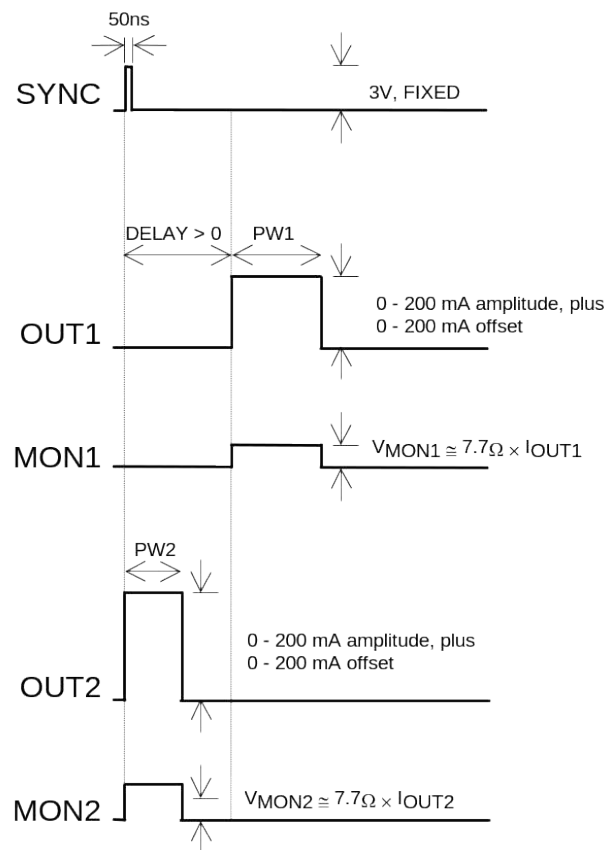 50ns
SYNC
3V, FIXED
DELAY > 0
PW1
OUT1
0 - 200 mA amplitude, plus
0 - 200 mA offset
MON1
VMON1 ≅ 7.7Ω × IOUT1
PW2
OUT2
0 - 200 mA amplitude, plus
0 - 200 mA offset
MON2
VMON2 ≅ 7.7Ω × IOUT2